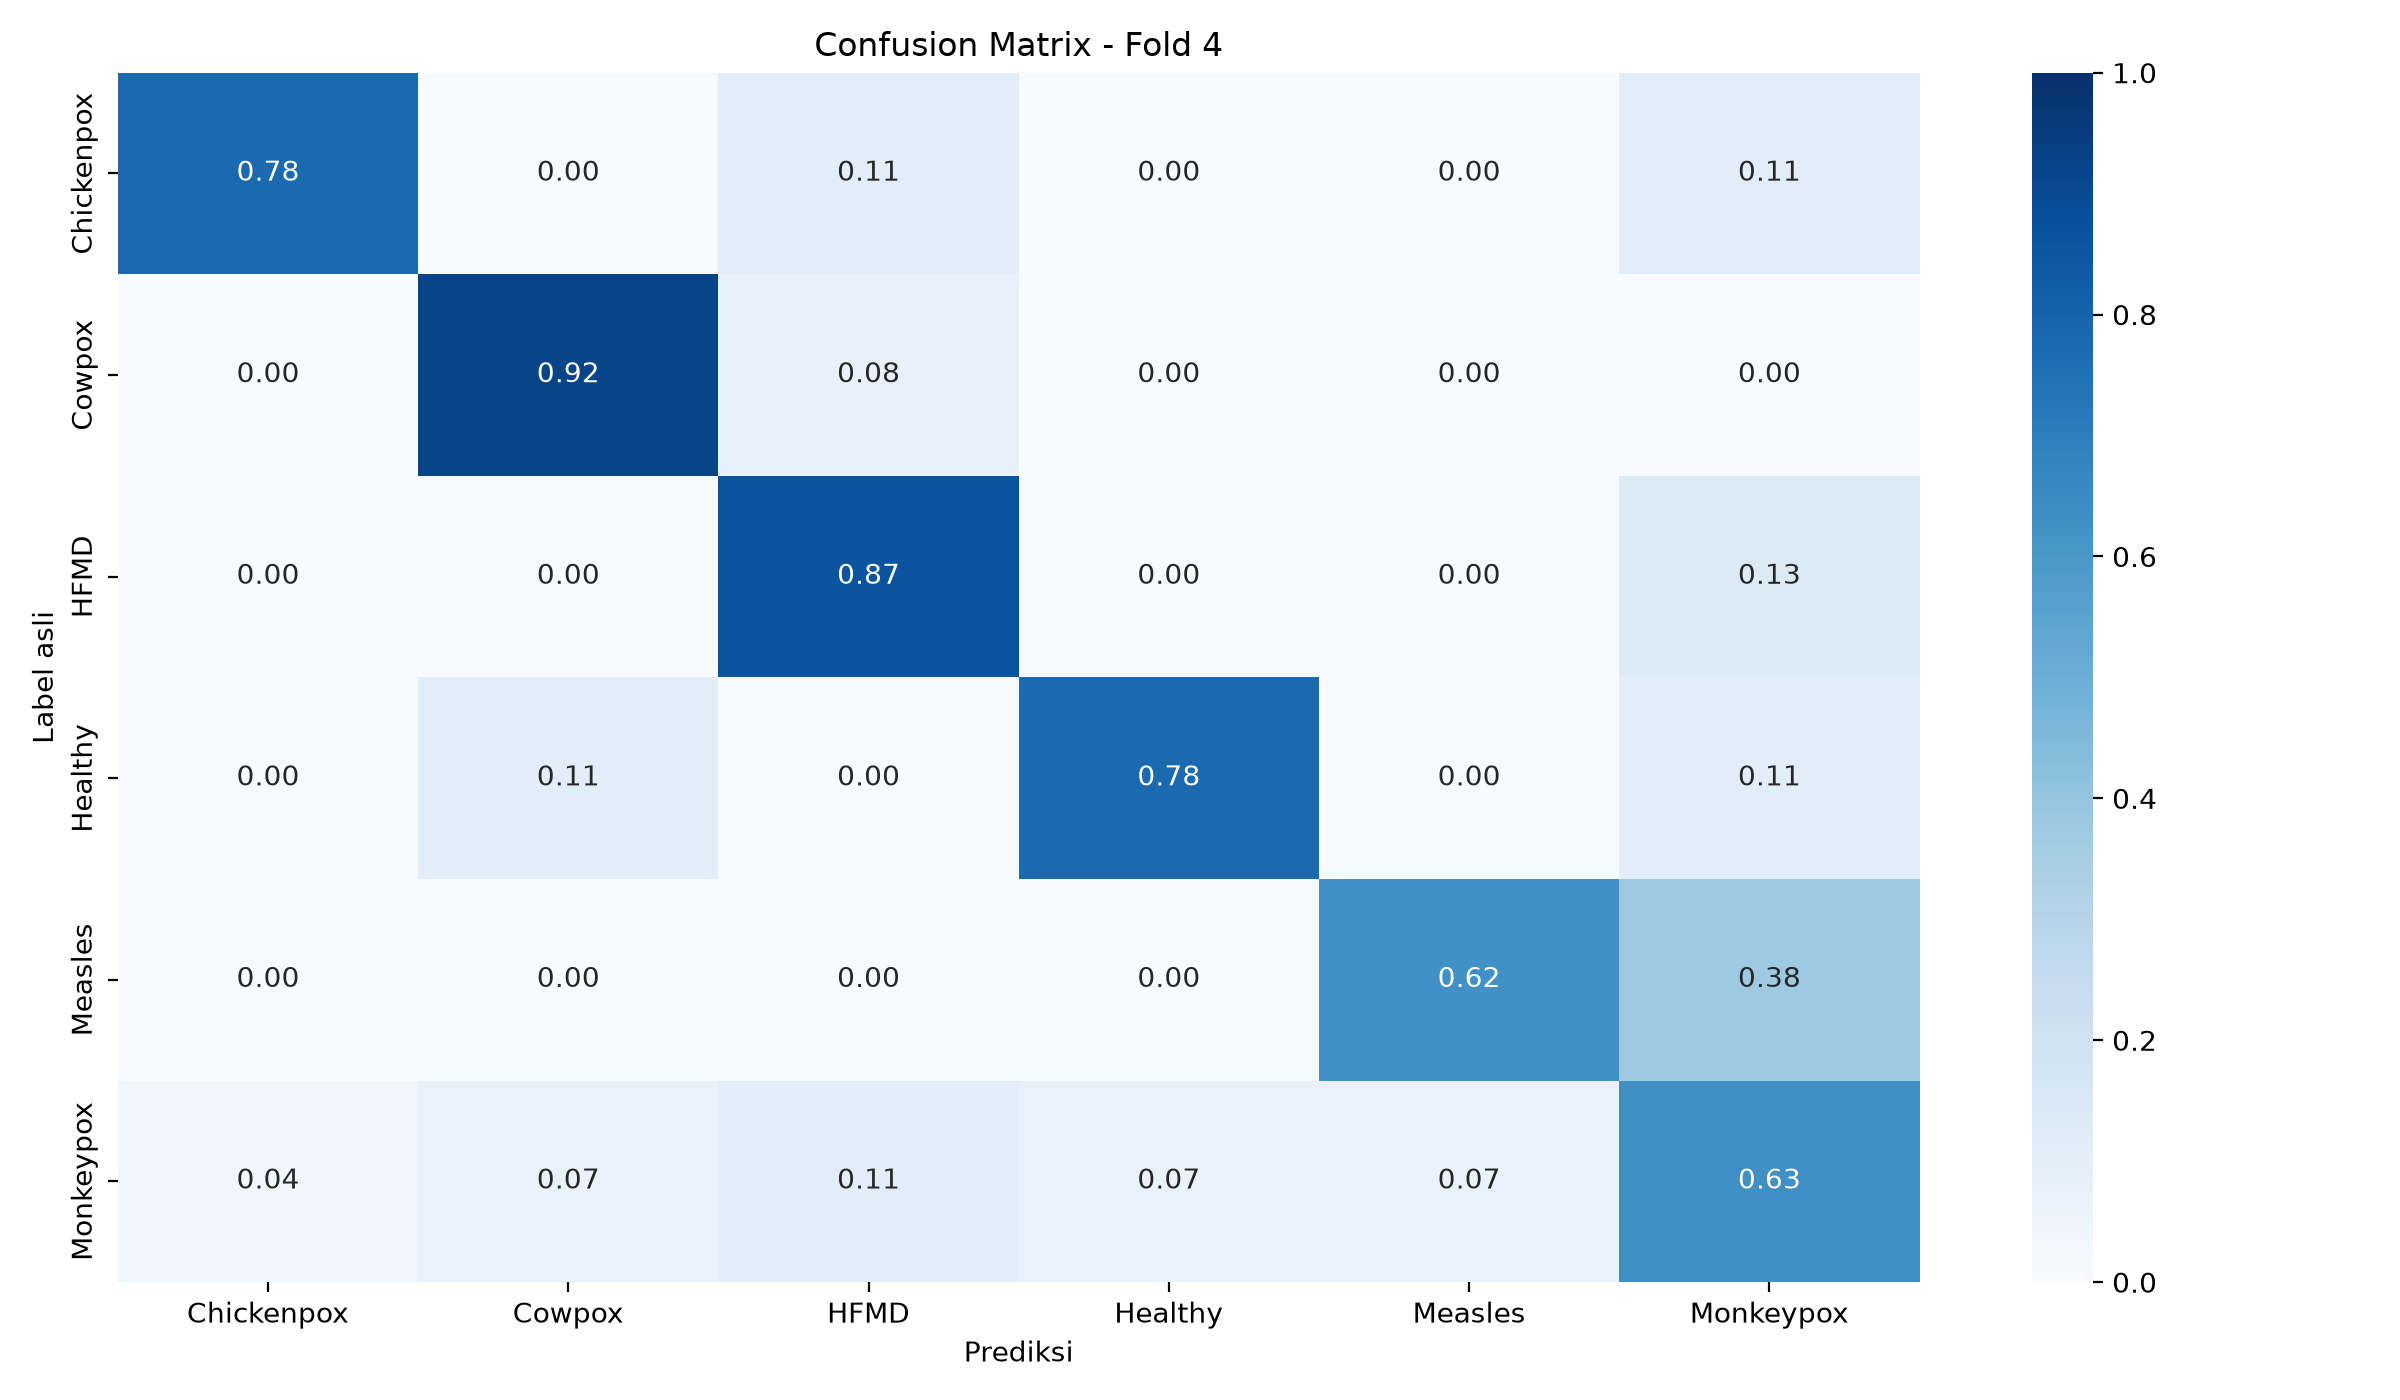 Confusion Matrix - Fold 4
Label asli
Chickenpox 0.78 0.00 0.11 0.00 0.00 0.11
Cowpox 0.00 0.92 0.08 0.00 0.00 0.00
HFMD 0.00 0.00 0.87 0.00 0.00 0.13
Healthy 0.00 0.11 0.00 0.78 0.00 0.11
Measles 0.00 0.00 0.00 0.00 0.62 0.38
Monkeypox 0.04 0.07 0.11 0.07 0.07 0.63
Chickenpox Cowpox HFMD Healthy Measles Monkeypox
Prediksi
1.0
0.8
0.6
0.4
0.2
0.0